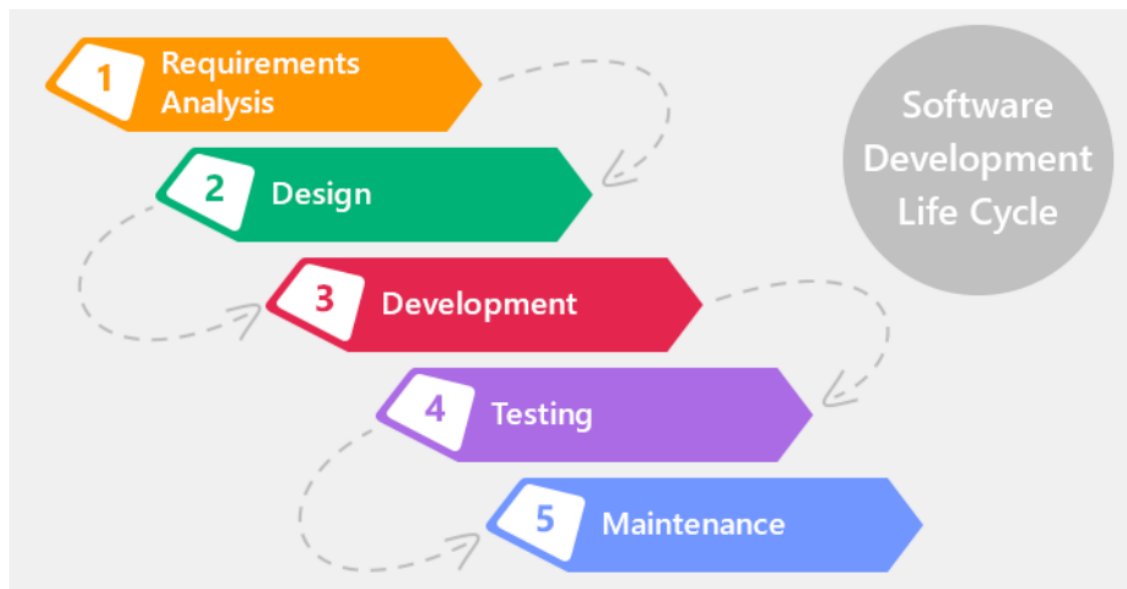 1
Requirements
Analysis
2
Design
3
Development
4
Testing
5
Maintenance
Software
Development
Life Cycle